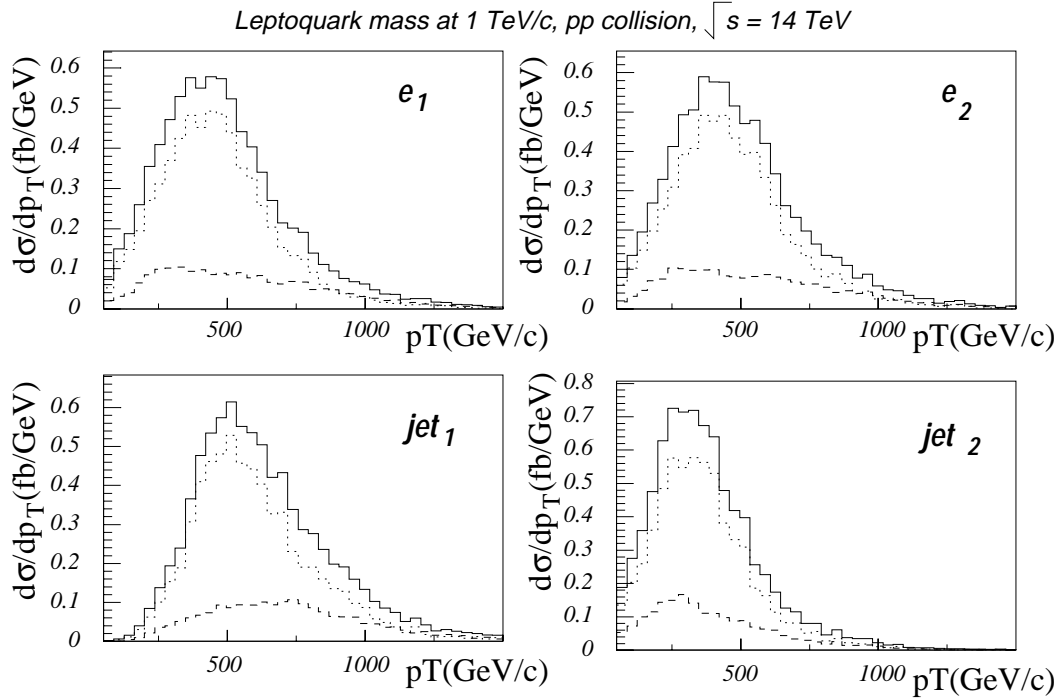 Leptoquark mass at 1 TeV/c, pp collision, √s = 14 TeV
dσ/dpT(fb/GeV)
0.6
0.5
0.4
0.3
0.2
0.1
0
e1
500
1000
pT(GeV/c)
dσ/dpT(fb/GeV)
0.6
0.5
0.4
0.3
0.2
0.1
0
e2
500
1000
pT(GeV/c)
dσ/dpT(fb/GeV)
0.6
0.5
0.4
0.3
0.2
0.1
0
jet1
500
1000
pT(GeV/c)
dσ/dpT(fb/GeV)
0.8
0.7
0.6
0.5
0.4
0.3
0.2
0.1
0
jet 2
500
1000
pT(GeV/c)